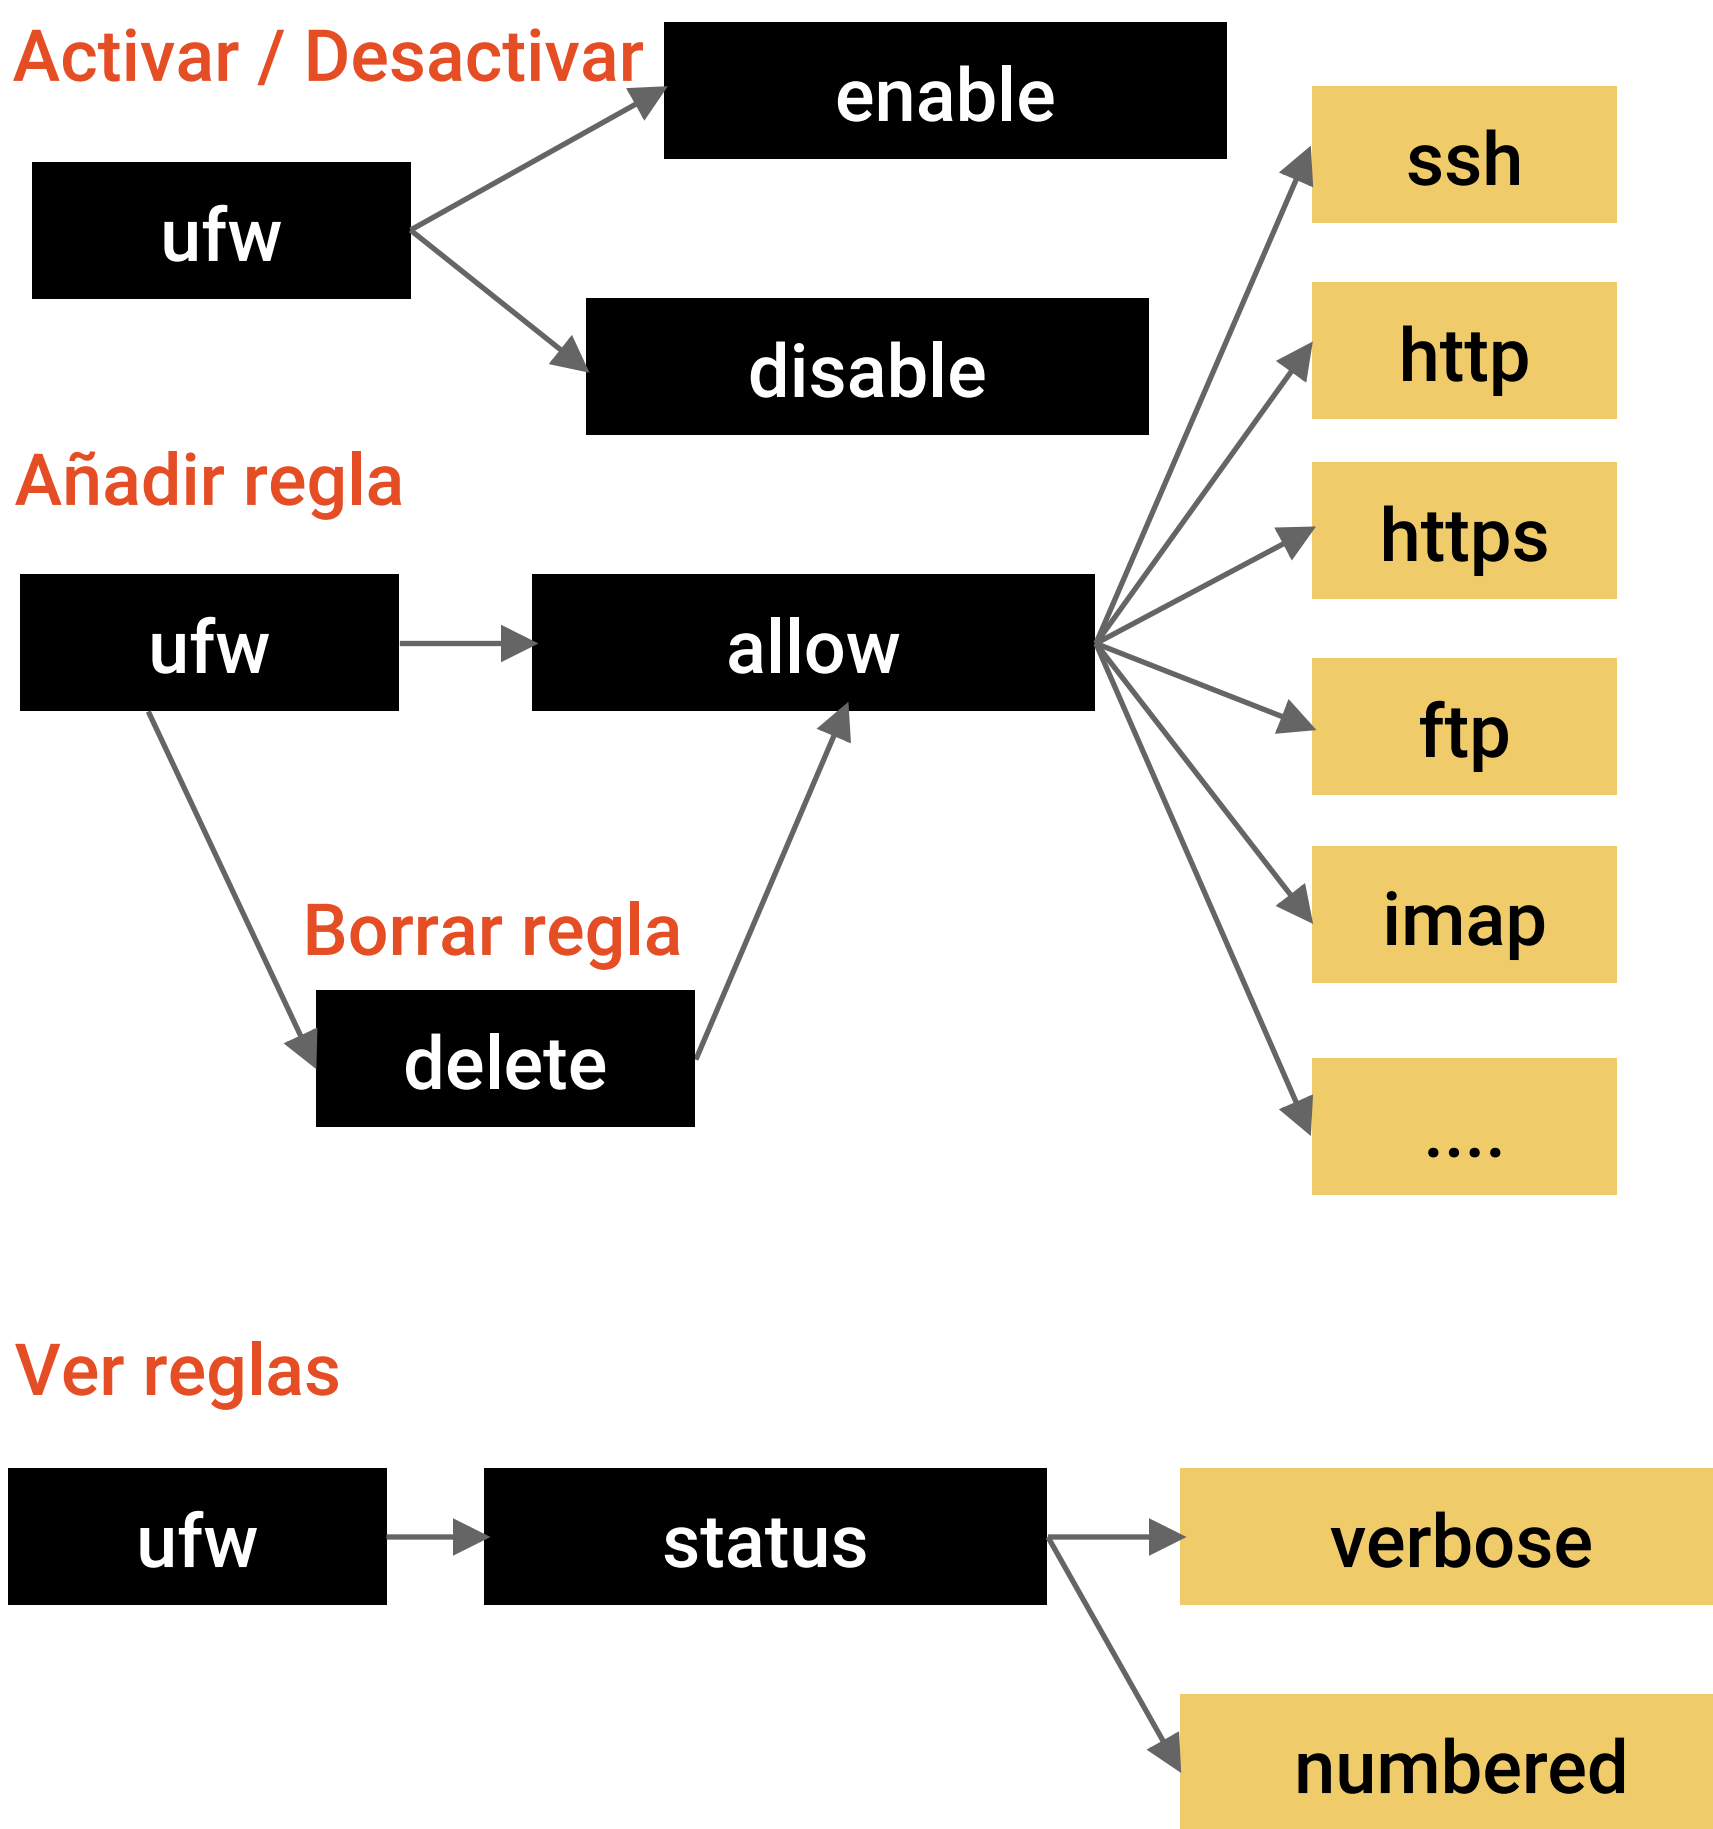 Activar / Desactivar
enable
ufw
disable
Añadir regla
ufw
allow
ssh
http
https
ftp
imap
....
Borrar regla
delete
Ver reglas
ufw
status
verbose
numbered